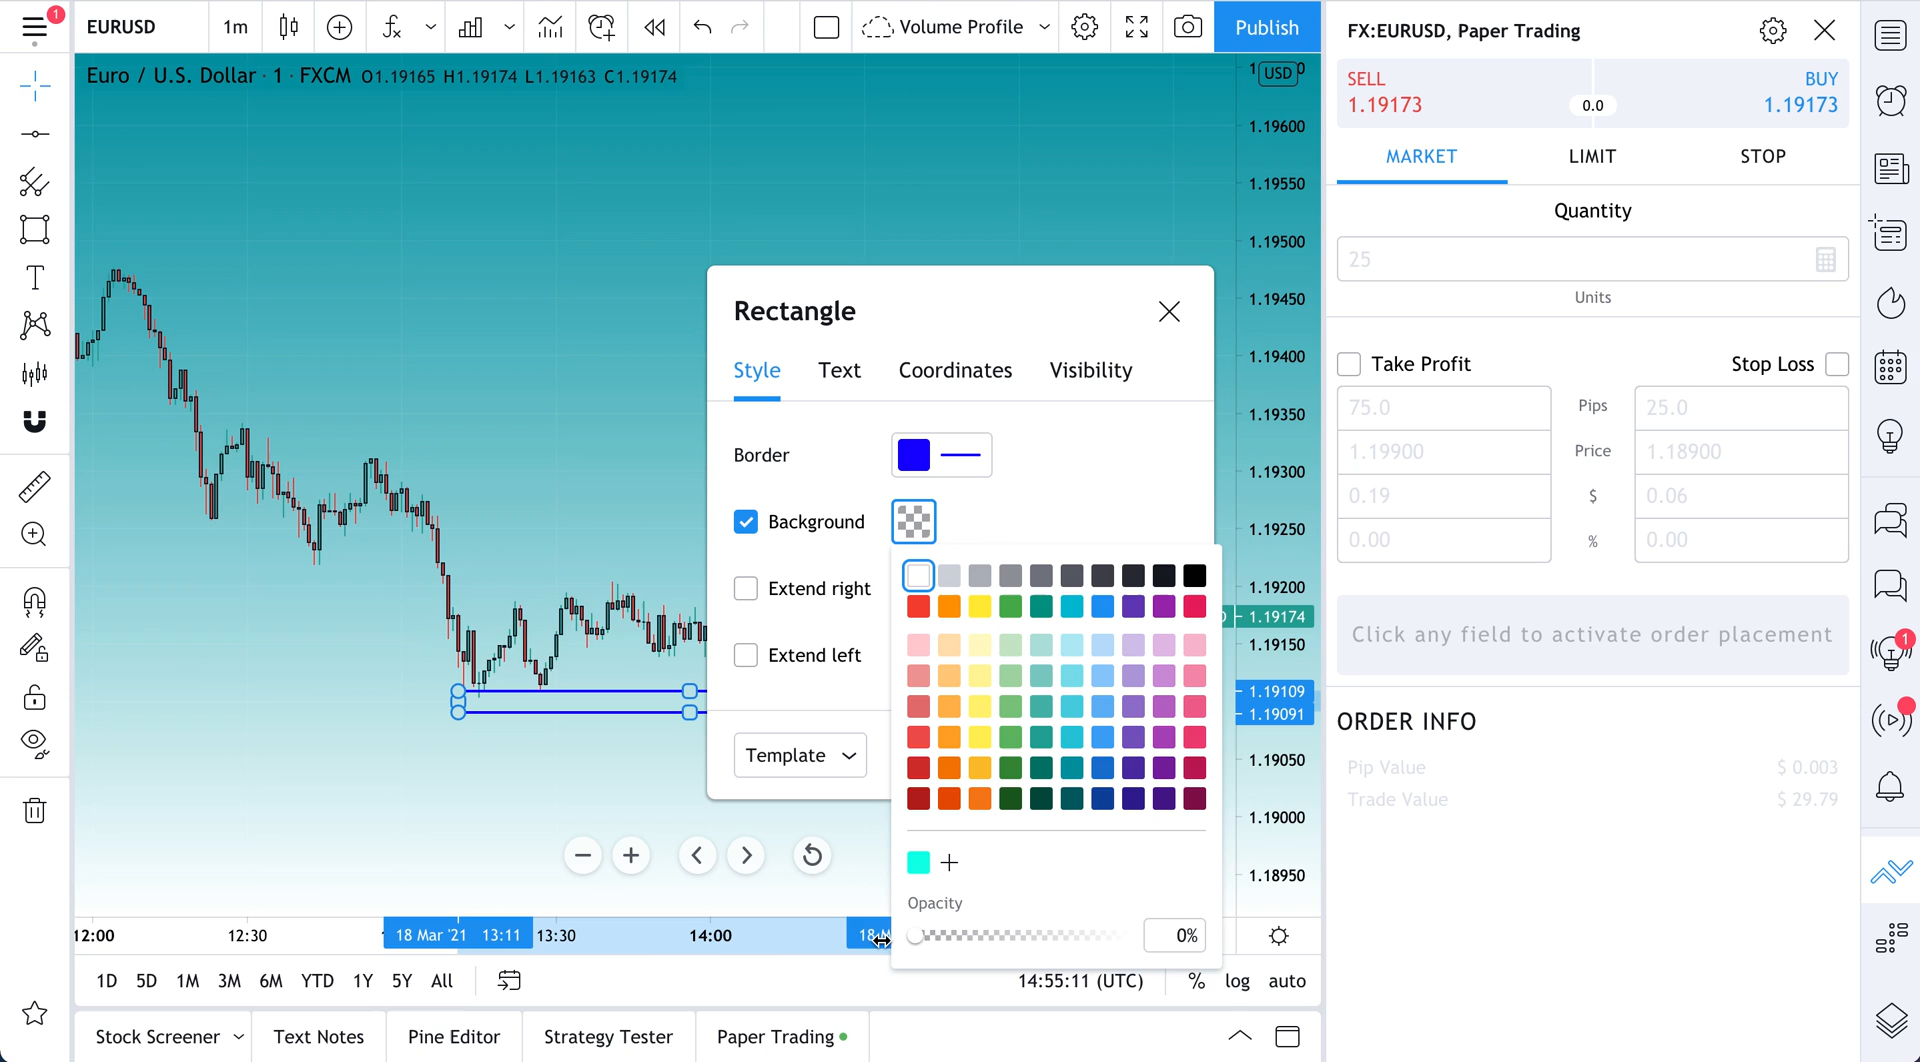 1
EURUSD
1m
Volume Profile
Publish
Euro / U.S. Dollar · 1 · FXCM O1.19165 H1.19174 L1.19163 C1.19174
USD
1.19600
1.19550
1.19500
1.19450
1.19400
1.19350
1.19300
1.19250
1.19200
1.19174
1.19150
1.19109
1.19091
1.19050
1.19000
1.18950
Rectangle
Style
Text
Coordinates
Visibility
Border
Background
Extend right
Extend left
Template
Opacity
0%
12:00
12:30
18 Mar '21 13:11
13:30
14:00
1D 5D 1M 3M 6M YTD 1Y 5Y All
14:55:11 (UTC)
%
log
auto
Stock Screener
Text Notes
Pine Editor
Strategy Tester
Paper Trading
FX:EURUSD, Paper Trading
SELL
1.19173
0.0
BUY
1.19173
MARKET
LIMIT
STOP
Quantity
25
Units
Take Profit
Stop Loss
75.0 Pips 25.0
1.19900 Price 1.18900
0.19 $ 0.06
0.00 % 0.00
Click any field to activate order placement
ORDER INFO
Pip Value $ 0.003
Trade Value $ 29.79
1